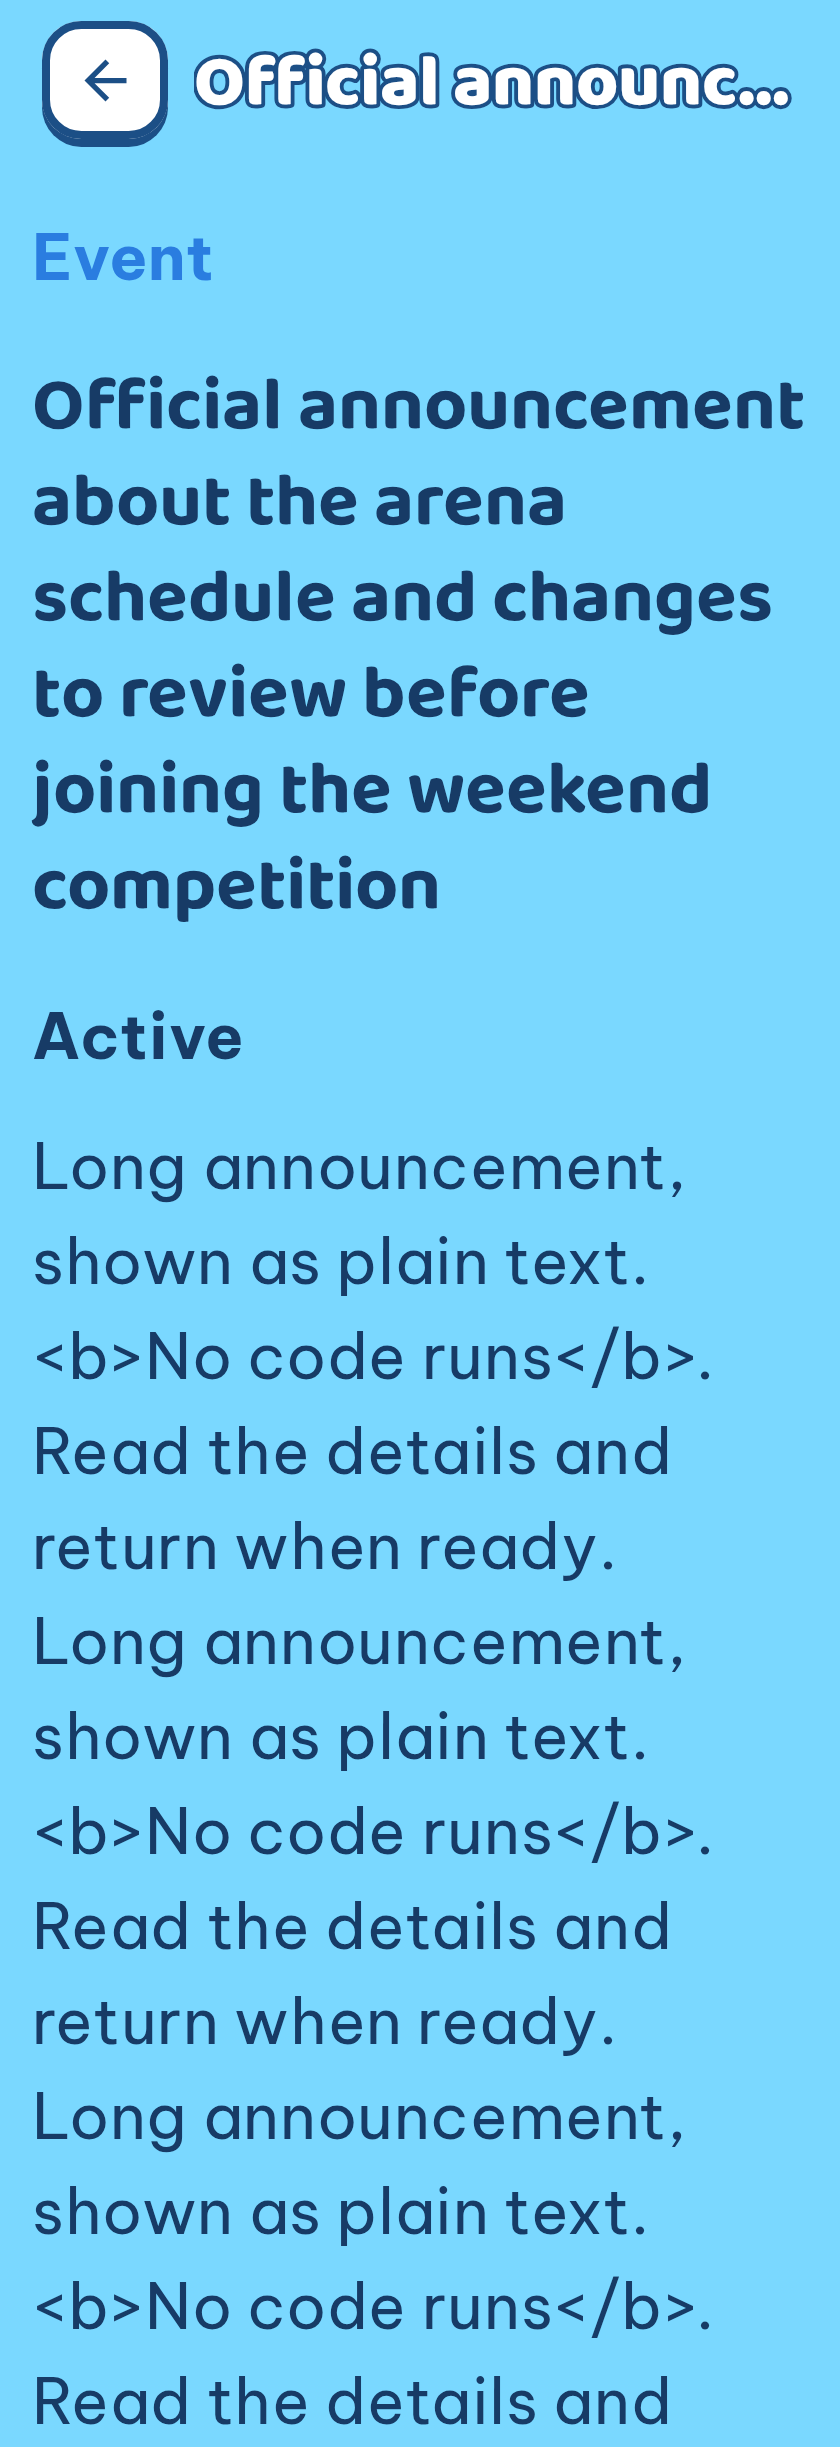 Official announc...
Event
Official announcement
about the arena
schedule and changes
to review before
joining the weekend
competition
Active
Long announcement,
shown as plain text.
<b>No code runs</b>.
Read the details and
return when ready.
Long announcement,
shown as plain text.
<b>No code runs</b>.
Read the details and
return when ready.
Long announcement,
shown as plain text.
<b>No code runs</b>.
Read the details and